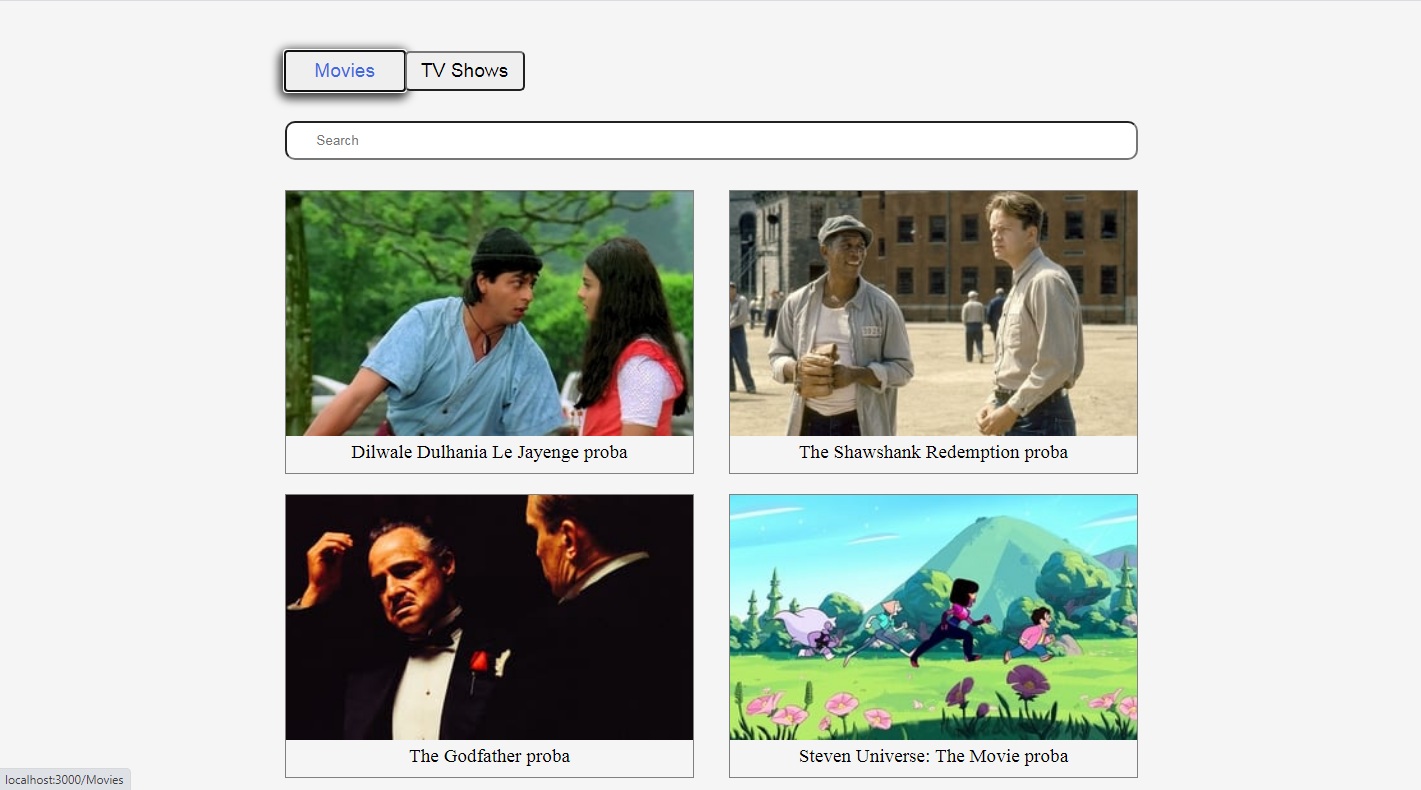 Movies
TV Shows
Search
Dilwale Dulhania Le Jayenge proba
The Shawshank Redemption proba
The Godfather proba
Steven Universe: The Movie proba
localhost:3000/Movies